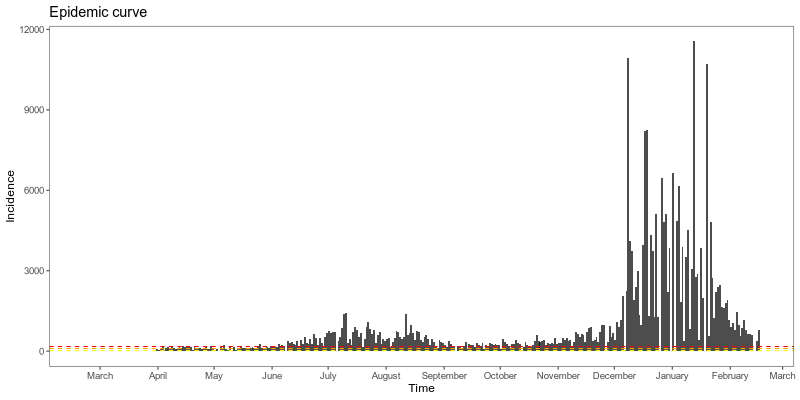 Epidemic curve
12000
9000
6000
3000
0
Incidence
March April May June July August September October November December January February March
Time